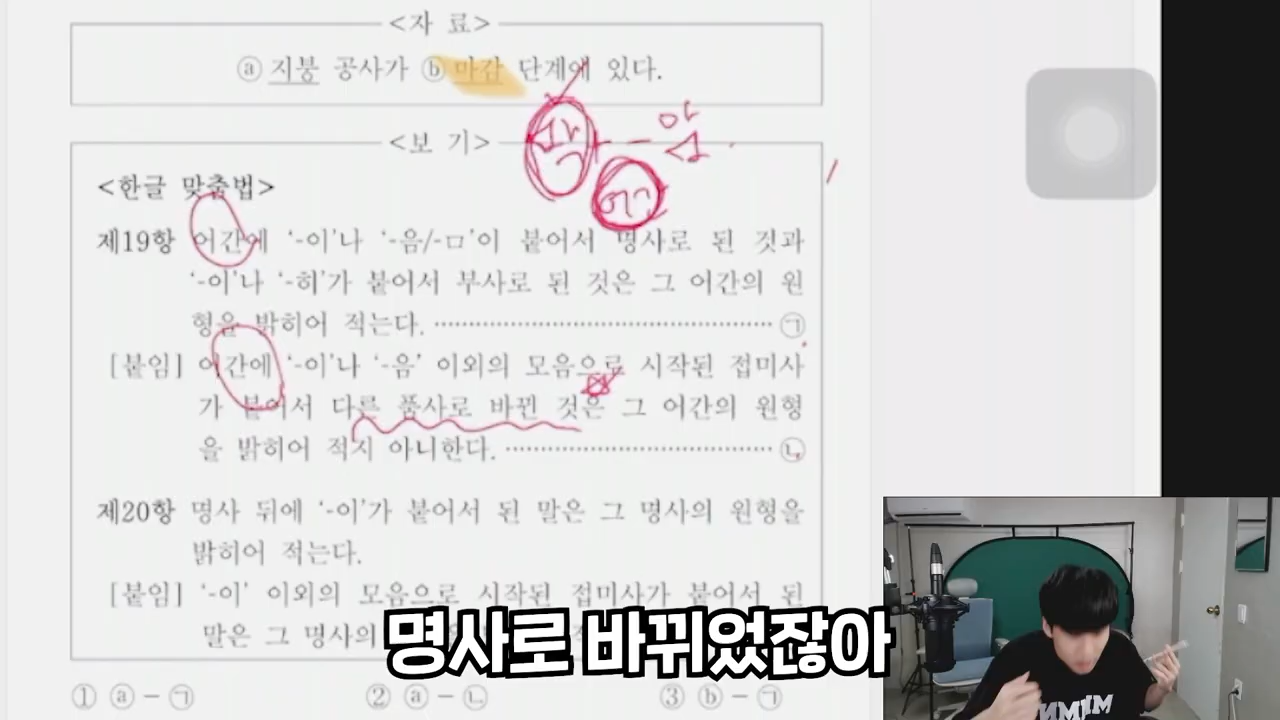 <자 료>
ⓐ 지붕 공사가 ⓑ 마감 단계에 있다.
<보 기>
<한글 맞춤법>
제19항 어간에 '-이'나 '-음/-ㅁ'이 붙어서 명사로 된 것과
'-이'나 '-히'가 붙어서 부사로 된 것은 그 어간의 원
형을 밝히어 적는다. ㉠
[붙임] 어간에 '-이'나 '-음' 이외의 모음으로 시작된 접미사
가 붙어서 다른 품사로 바뀐 것은 그 어간의 원형
을 밝히어 적지 아니한다. ㉡
제20항 명사 뒤에 '-이'가 붙어서 된 말은 그 명사의 원형을
밝히어 적는다.
[붙임] '-이' 이외의 모음으로 시작된 접미사가 붙어서 된
말은 그 명사의
명사로 바뀌었잖아
① ⓐ - ㉠ ② ⓐ - ㉡ ③ ⓑ - ㉠